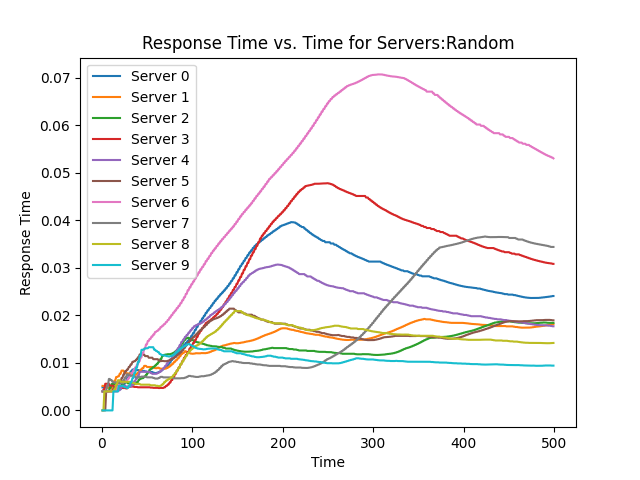 Response Time vs. Time for Servers:Random
Response Time
0.07
0.06
0.05
0.04
0.03
0.02
0.01
0.00
Server 0
Server 1
Server 2
Server 3
Server 4
Server 5
Server 6
Server 7
Server 8
Server 9
0
100
200
300
400
500
Time